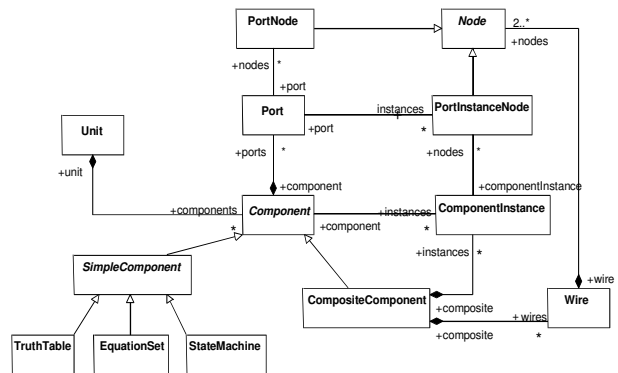 PortNode
Node
2..*
+nodes
+nodes *
+port
Port
instances
+
PortInstanceNode
+port
*
Unit
+ports *
+nodes *
+unit
+component
+componentInstance
+components
Component
+instances
ComponentInstance
*
+component
*
SimpleComponent
+instances *
CompositeComponent
+composite
+wires
Wire
+wire
+composite
*
TruthTable
EquationSet
StateMachine